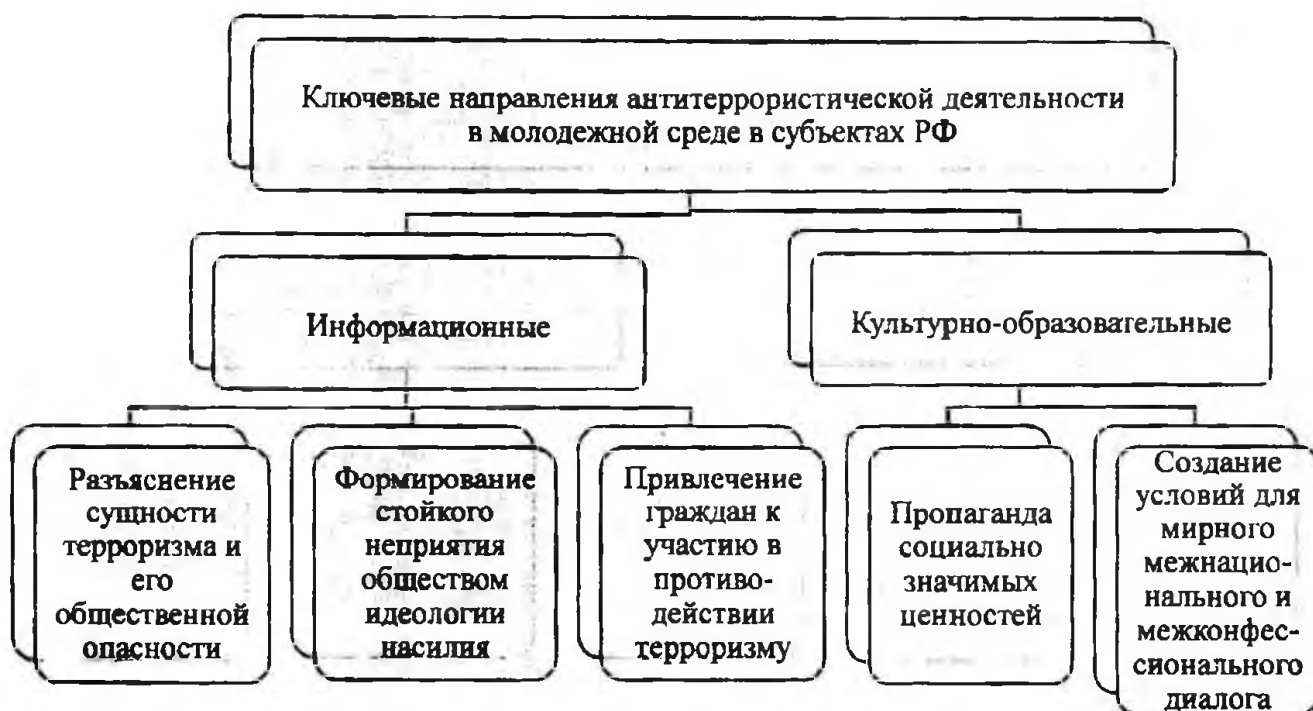 Ключевые направления антитеррористической деятельности
в молодежной среде в субъектах РФ
Информационные
Культурно-образовательные
Разъяснение
сущности
терроризма и
его
общественной
опасности
Формирование
стойкого
неприятия
обществом
идеологии
насилия
Привлечение
граждан к
участию в
противо-
действии
терроризму
Пропаганда
социально
значимых
ценностей
Создание
условий для
мирного
межнацио-
нального и
межконфес-
сионального
диалога